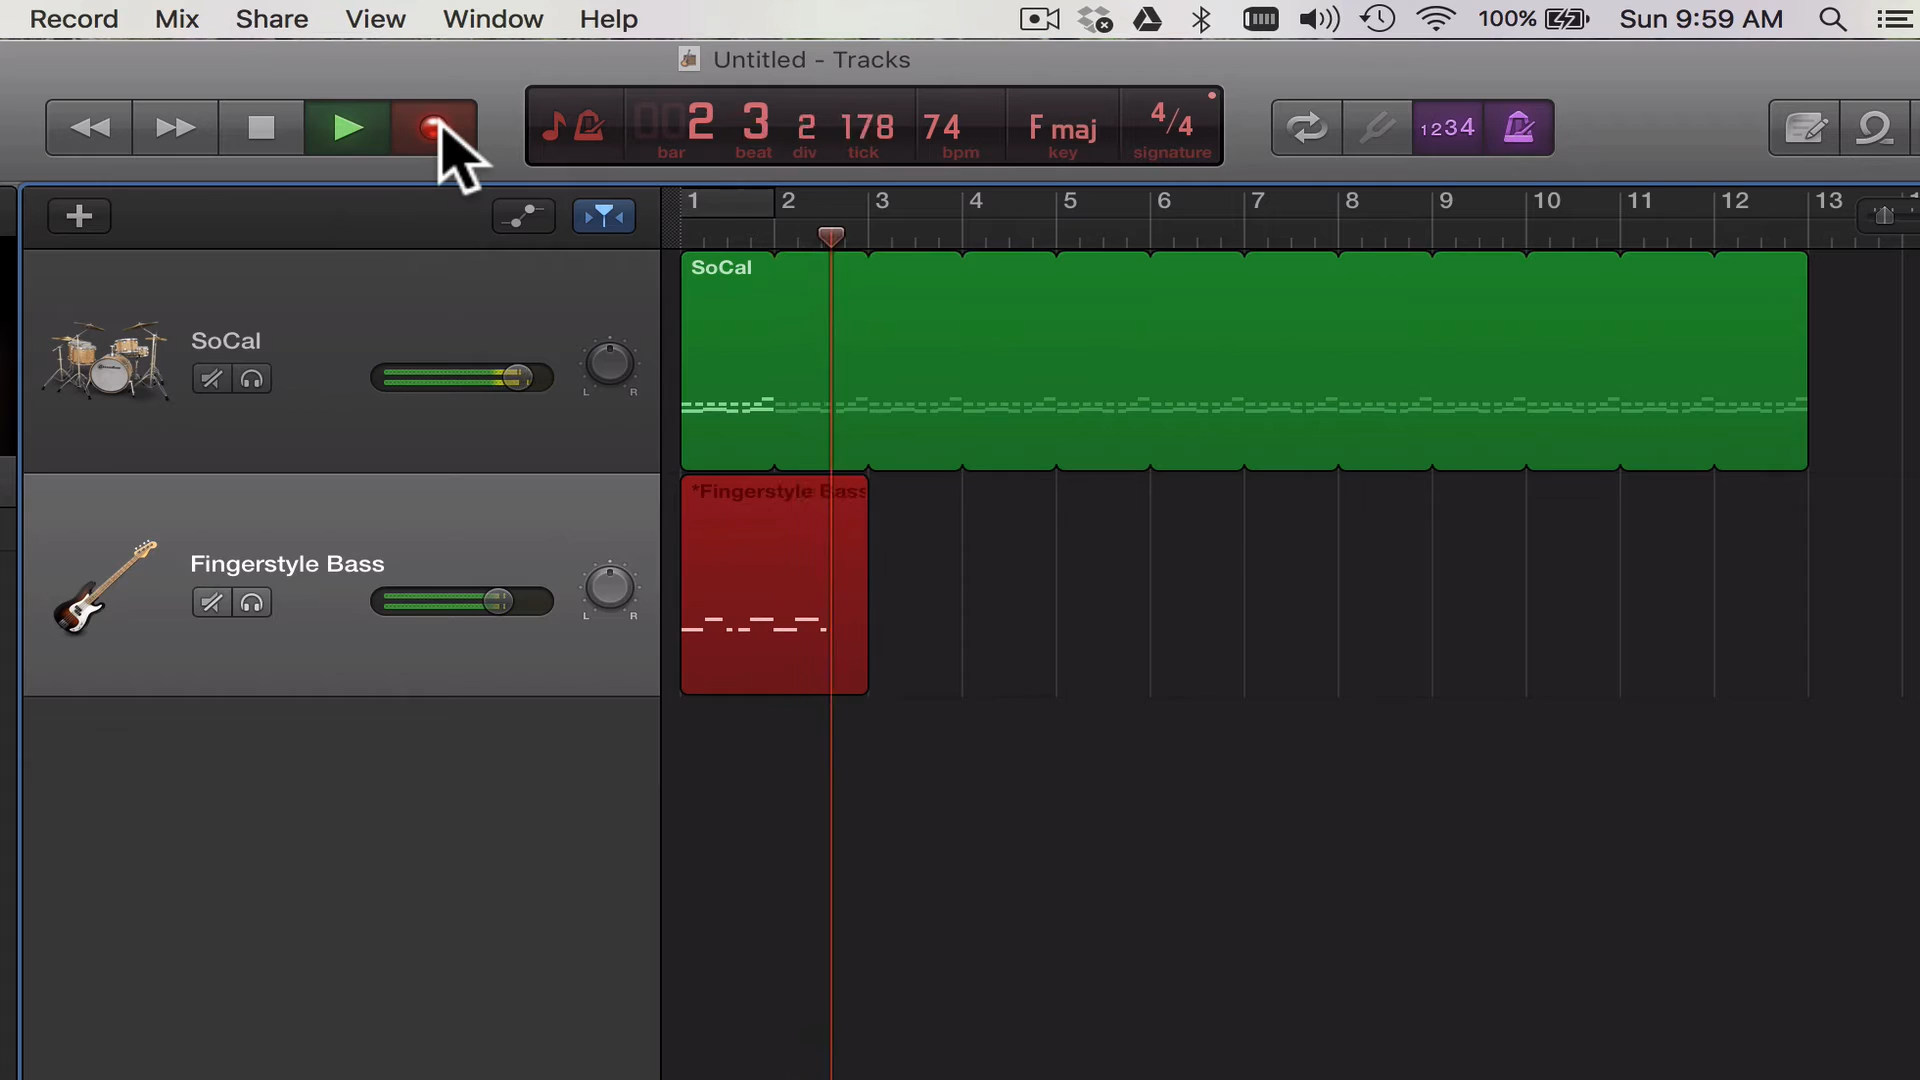 Record Mix Share View Window Help 100% Sun 9:59 AM
Untitled - Tracks
00 2 3 2 178 74 F maj 4/4
bar beat div tick bpm key signature
1234
1 2 3 4 5 6 7 8 9 10 11 12 13
SoCal
SoCal
L R
*Fingerstyle Bass
Fingerstyle Bass
L R